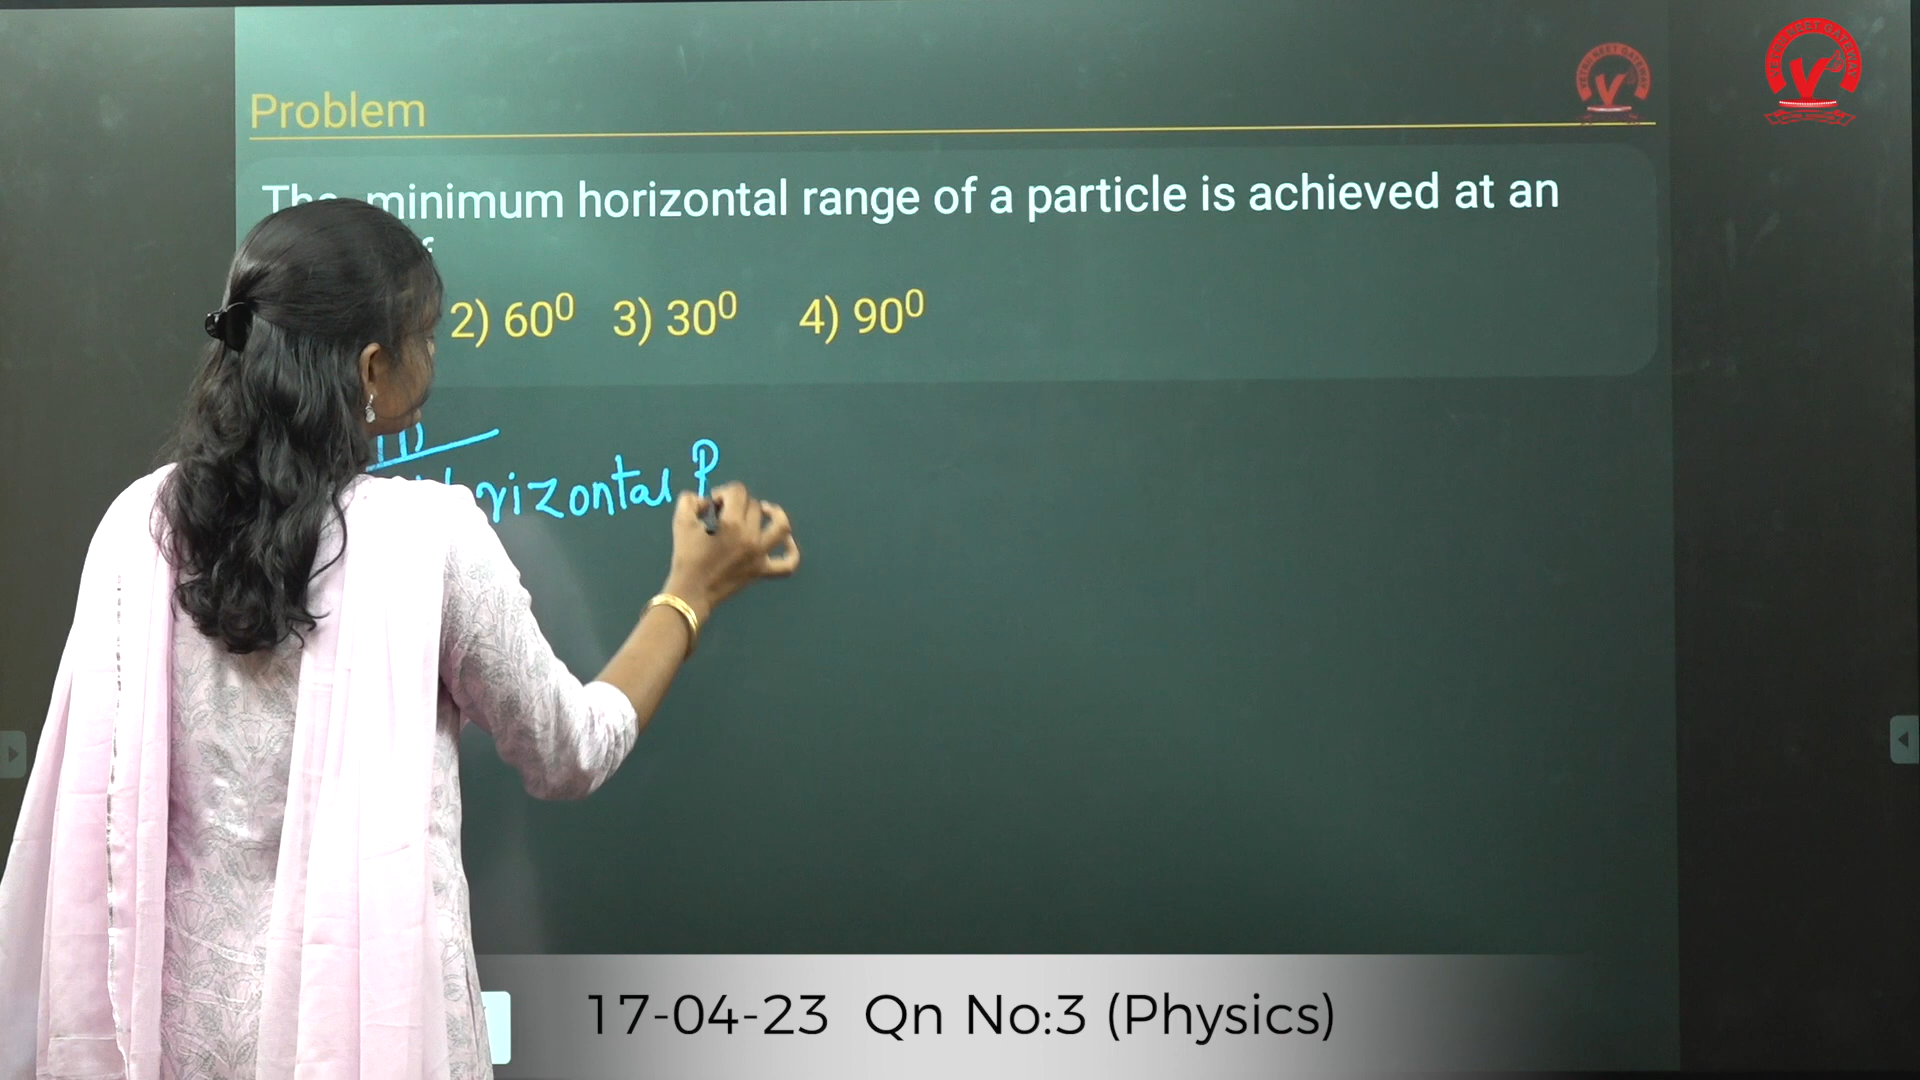 Problem
The minimum horizontal range of a particle is achieved at an
2) 60⁰ 3) 30⁰ 4) 90⁰
17-04-23 Qn No:3 (Physics)